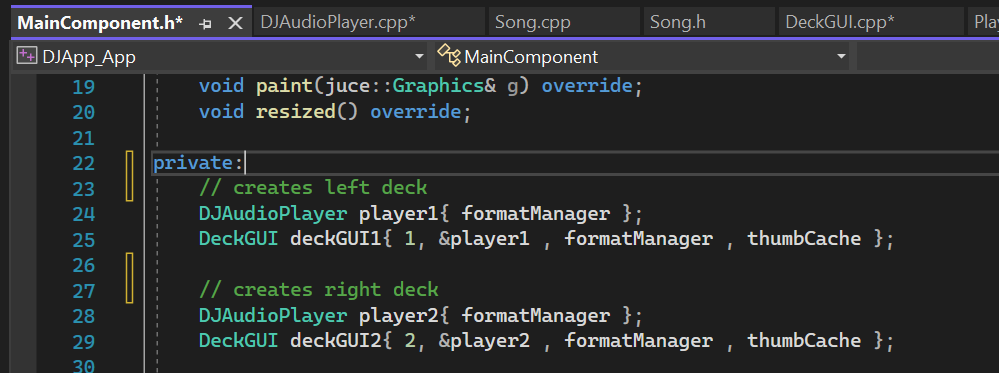 MainComponent.h* DJAudioPlayer.cpp* Song.cpp Song.h DeckGUI.cpp* Pla
DJApp_App MainComponent
19 void paint(juce::Graphics& g) override;
20 void resized() override;
21
22 private:
23 // creates left deck
24 DJAudioPlayer player1{ formatManager };
25 DeckGUI deckGUI1{ 1, &player1 , formatManager , thumbCache };
26
27 // creates right deck
28 DJAudioPlayer player2{ formatManager };
29 DeckGUI deckGUI2{ 2, &player2 , formatManager , thumbCache };
30